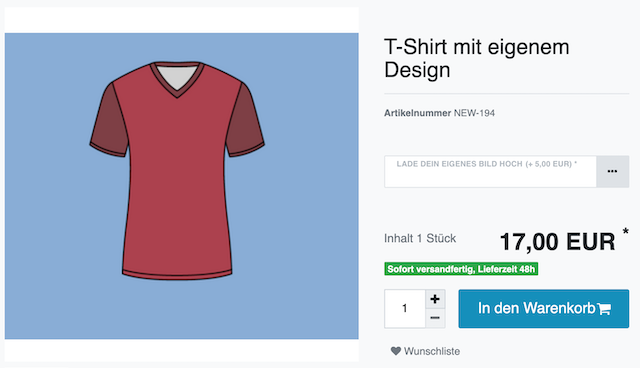 T-Shirt mit eigenem
Design
Artikelnummer NEW-194
LADE DEIN EIGENES BILD HOCH (+ 5,00 EUR) *
...
Inhalt 1 Stück
17,00 EUR *
Sofort versandfertig, Lieferzeit 48h
1
+
−
In den Warenkorb
Wunschliste